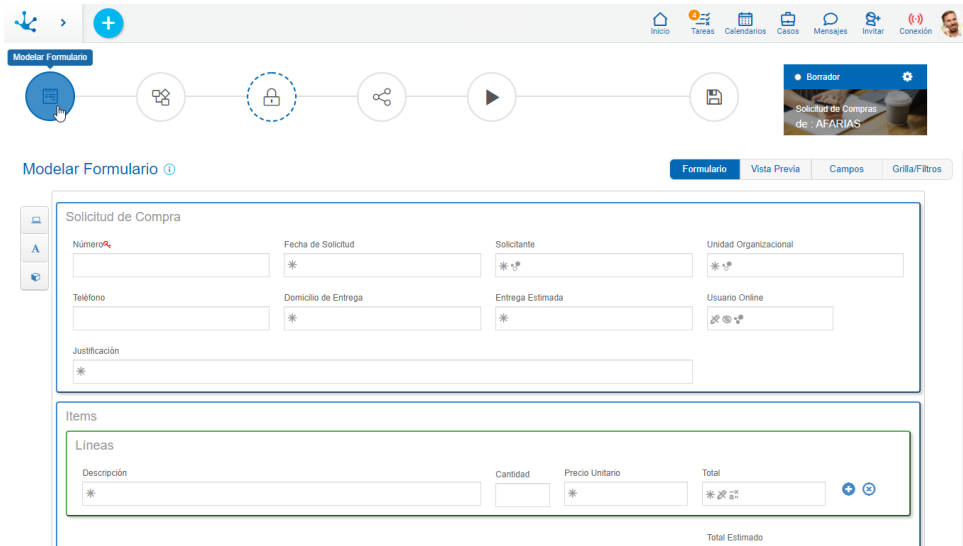 4
Inicio
Tareas
Calendarios
Casos
Mensajes
Invitar
Conexión
Modelar Formulario
Borrador
Solicitud de Compras
de : AFARIAS
Modelar Formulario
Formulario
Vista Previa
Campos
Grilla/Filtros
A
Solicitud de Compra
Número
Fecha de Solicitud
Solicitante
Unidad Organizacional
Teléfono
Domicilio de Entrega
Entrega Estimada
Usuario Online
Justificación
Items
Líneas
Descripción
Cantidad
Precio Unitario
Total
Total Estimado